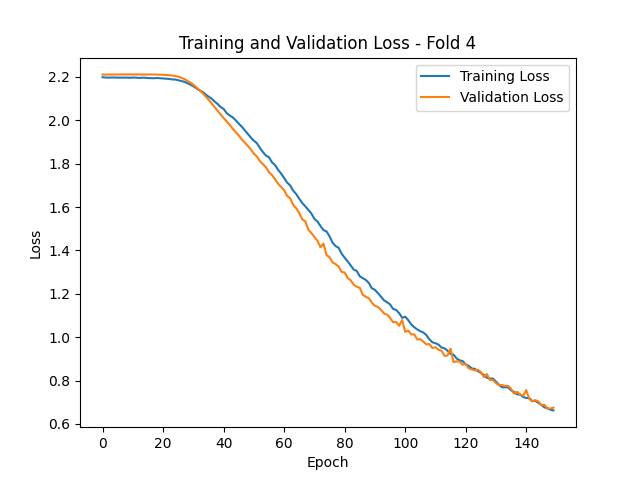 Training and Validation Loss - Fold 4
Training Loss
Validation Loss
2.2
2.0
1.8
1.6
1.4
1.2
1.0
0.8
0.6
Loss
0 20 40 60 80 100 120 140
Epoch